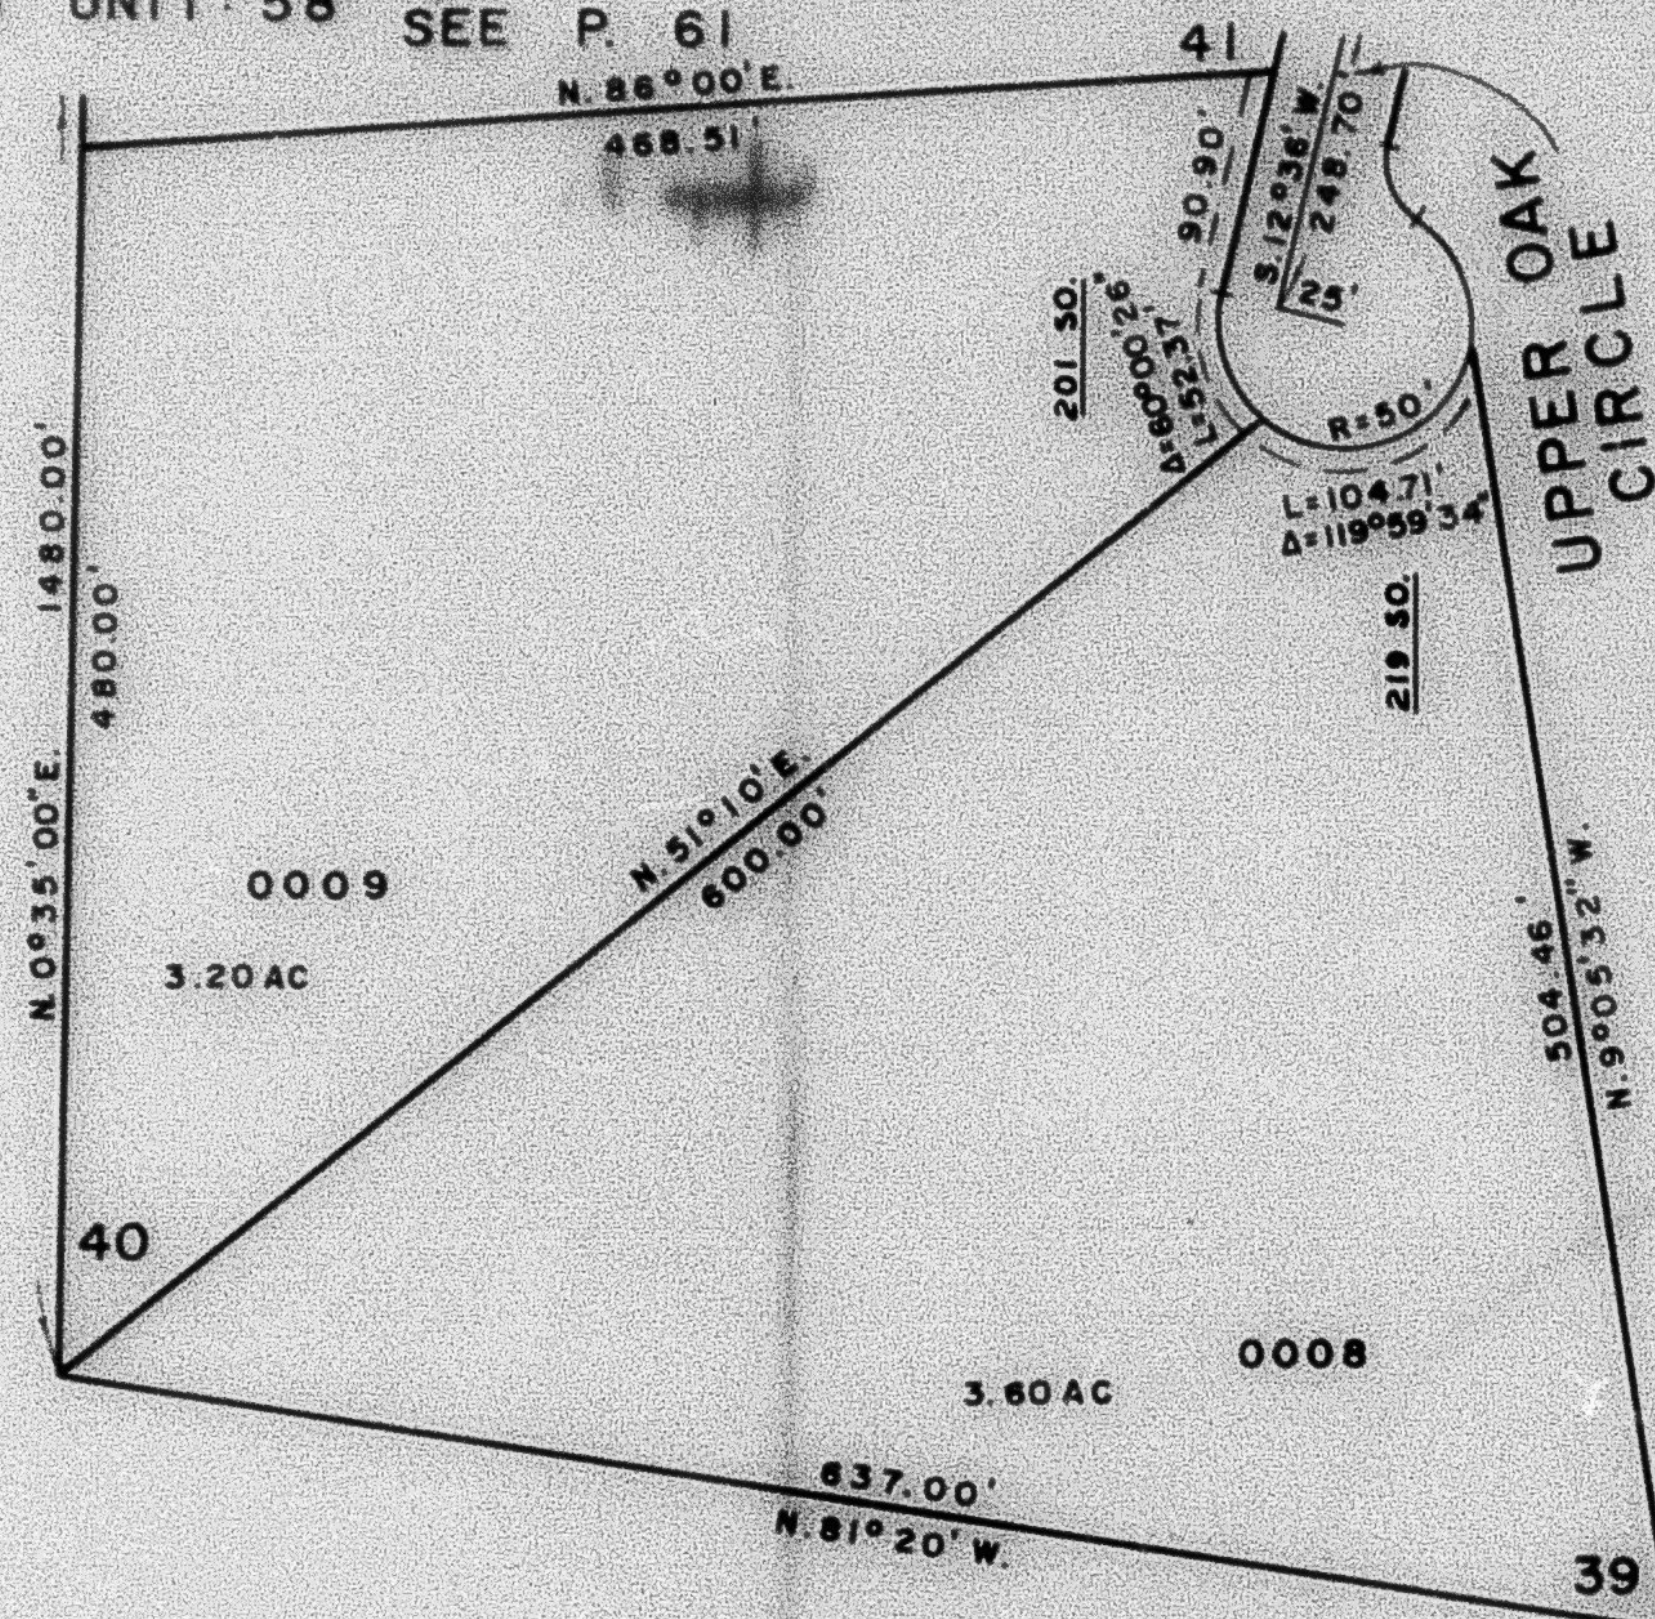 UNIT 58
SEE P. 61
41
N. 86°00' E.
468.51'
90.90'
S. 12°36' W.
248.70'
25'
UPPER OAK
CIRCLE
201 SO.
Δ=60°00'26"
L=52.37'
R=50'
L=104.71'
Δ=119°59'34"
219 SO.
1480.00'
480.00'
N. 0°35'00" E.
N. 51°10' E.
600.00'
0009
3.20 AC
504.46'
N. 9°05'32" W.
40
0008
3.60 AC
637.00'
N. 81°20' W.
39